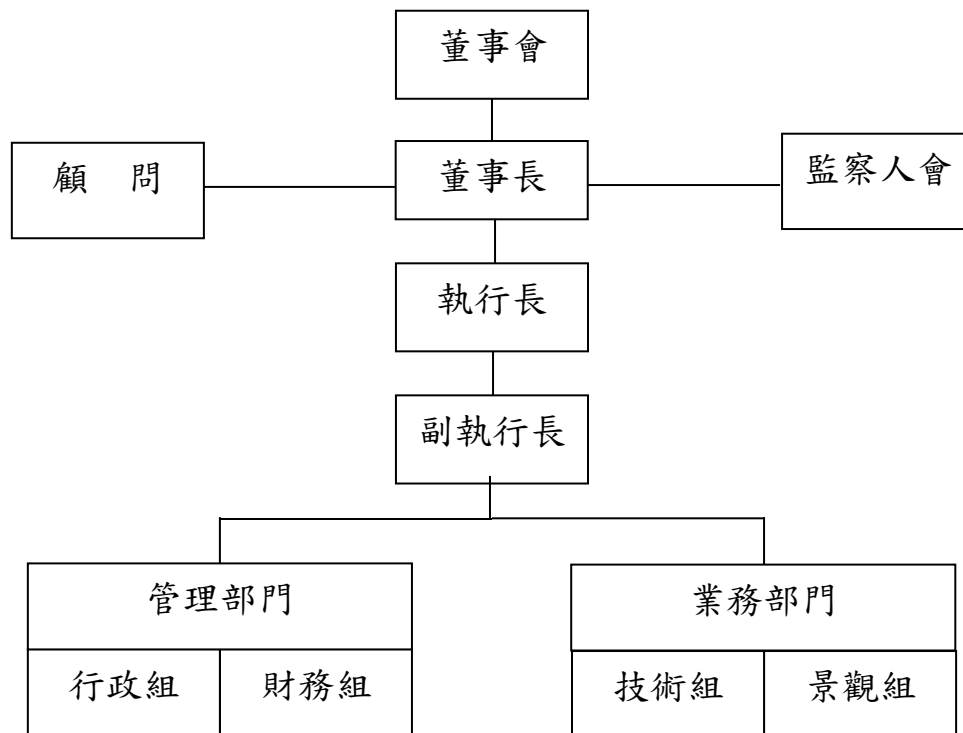 董事會
顧　問
董事長
監察人會
執行長
副執行長
管理部門
業務部門
行政組
財務組
技術組
景觀組